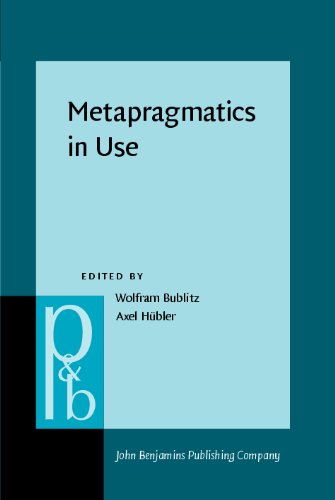 Metapragmatics
in Use
EDITED BY
Wolfram Bublitz
Axel Hübler
p
&
b
John Benjamins Publishing Company